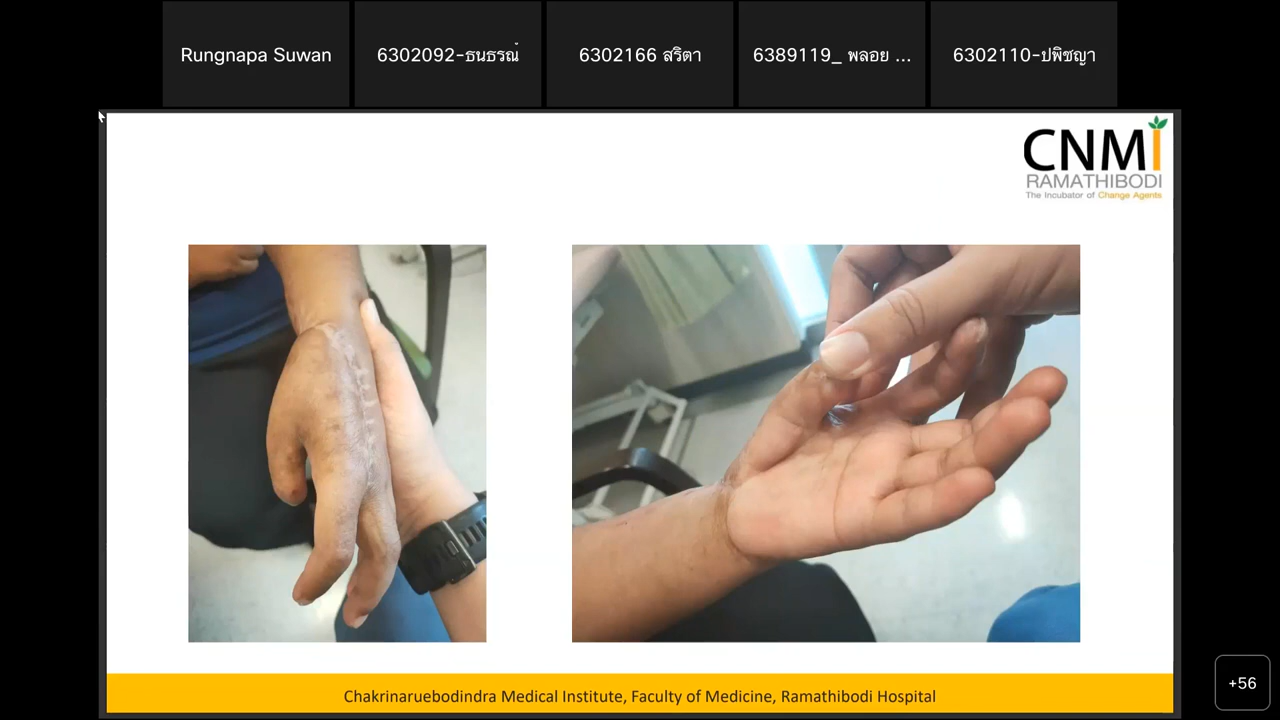 Rungnapa Suwan
6302092-ธนธรณ์
6302166 สริตา
6389119_ พลอย ...
6302110-ปพิชญา
CNMI
RAMATHIBODI
The Incubator of Change Agents
Chakrinaruebodindra Medical Institute, Faculty of Medicine, Ramathibodi Hospital
+56